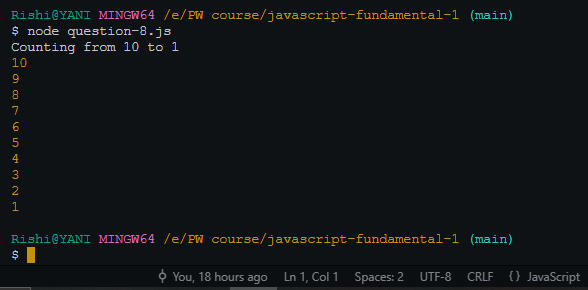 Rishi@YANI MINGW64 /e/PW course/javascript-fundamental-1 (main)
$ node question-8.js
Counting from 10 to 1
10
9
8
7
6
5
4
3
2
1
Rishi@YANI MINGW64 /e/PW course/javascript-fundamental-1 (main)
$
You, 18 hours ago Ln 1, Col 1 Spaces: 2 UTF-8 CRLF {} JavaScript